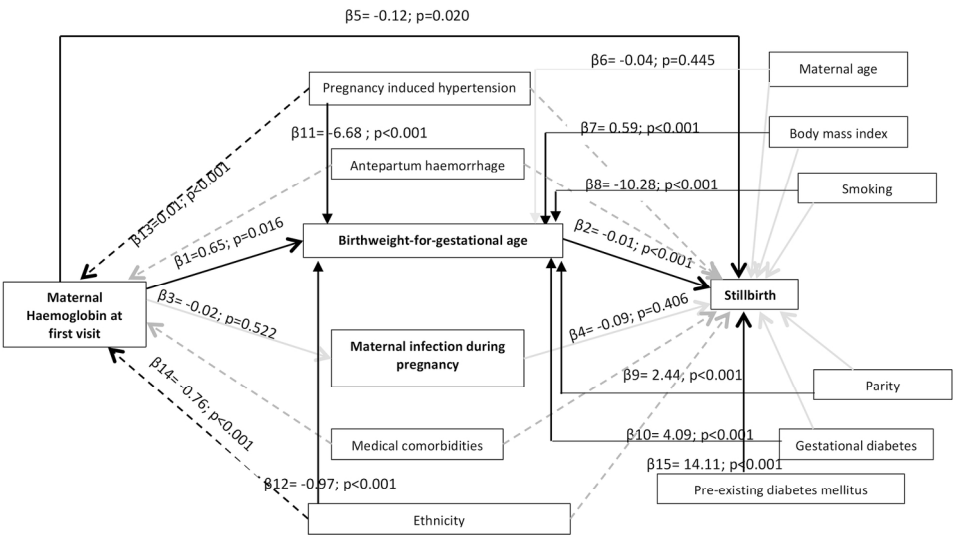 β5= -0.12; p=0.020
β6= -0.04; p=0.445
Maternal age
Pregnancy induced hypertension
β11= -6.68 ; p<0.001
β7= 0.59; p<0.001
Body mass index
Antepartum haemorrhage
β8= -10.28; p<0.001
Smoking
β13=0.01; p<0.001
β1=0.65; p=0.016
Birthweight-for-gestational age
β2= -0.01; p<0.001
Maternal
Haemoglobin at
first visit
Stillbirth
β3= -0.02; p=0.522
β4= -0.09; p=0.406
Maternal infection during
pregnancy
β14= -0.76; p<0.001
β9= 2.44; p<0.001
Parity
Medical comorbidities
β10= 4.09; p<0.001
Gestational diabetes
β15= 14.11; p<0.001
β12= -0.97; p<0.001
Pre-existing diabetes mellitus
Ethnicity